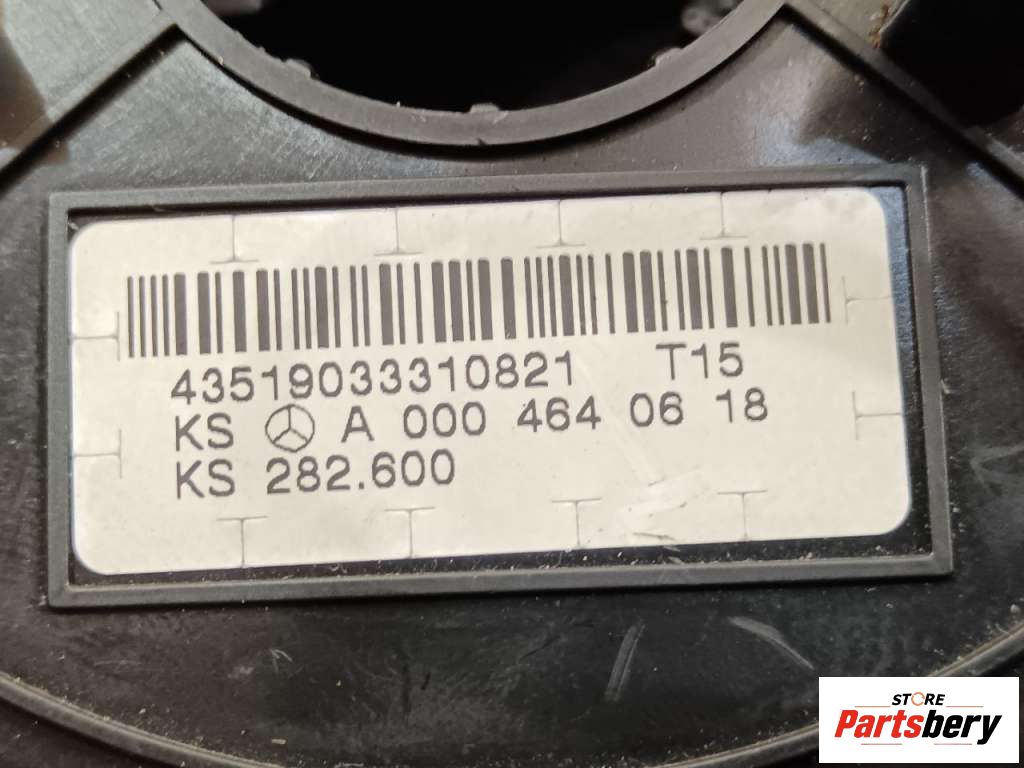 43519033310821 T15
KS A 000 464 06 18
KS 282.600
STORE
Partsbery